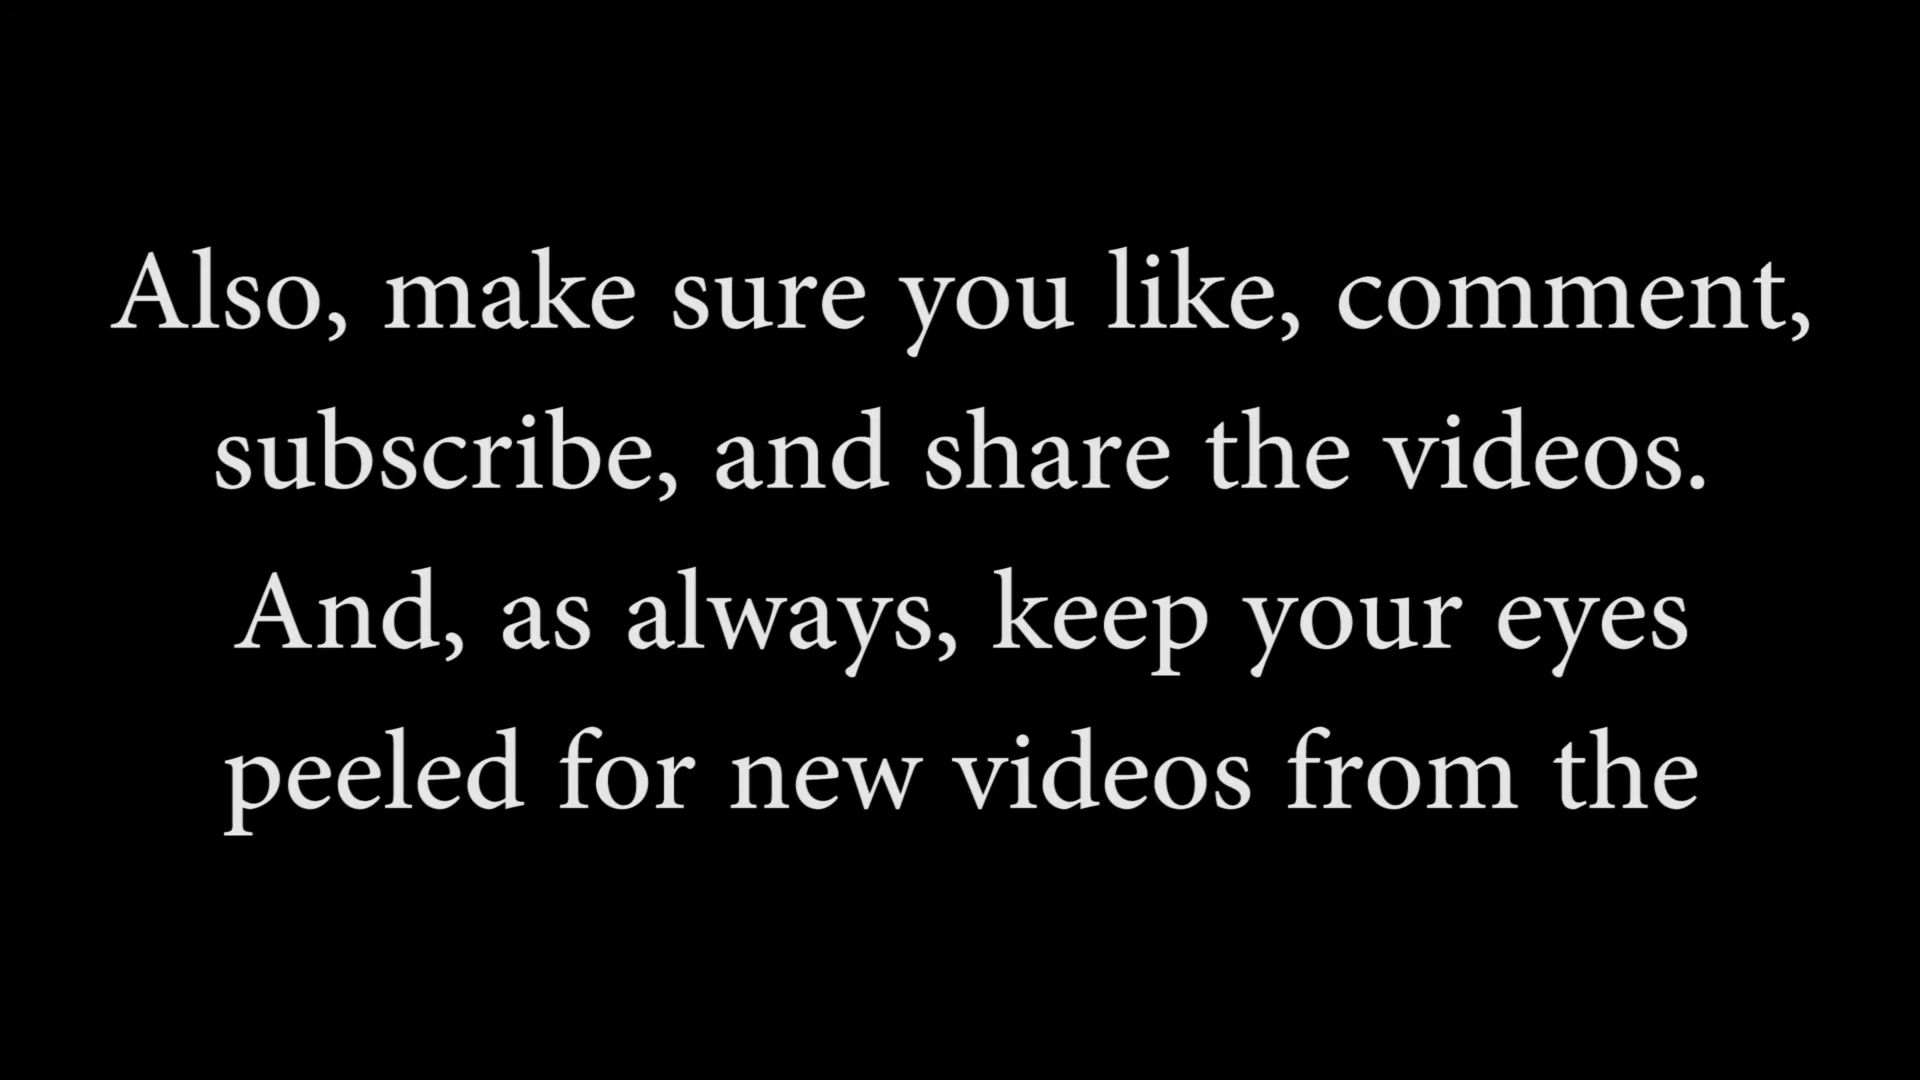 Also, make sure you like, comment,
subscribe, and share the videos.
And, as always, keep your eyes
peeled for new videos from the